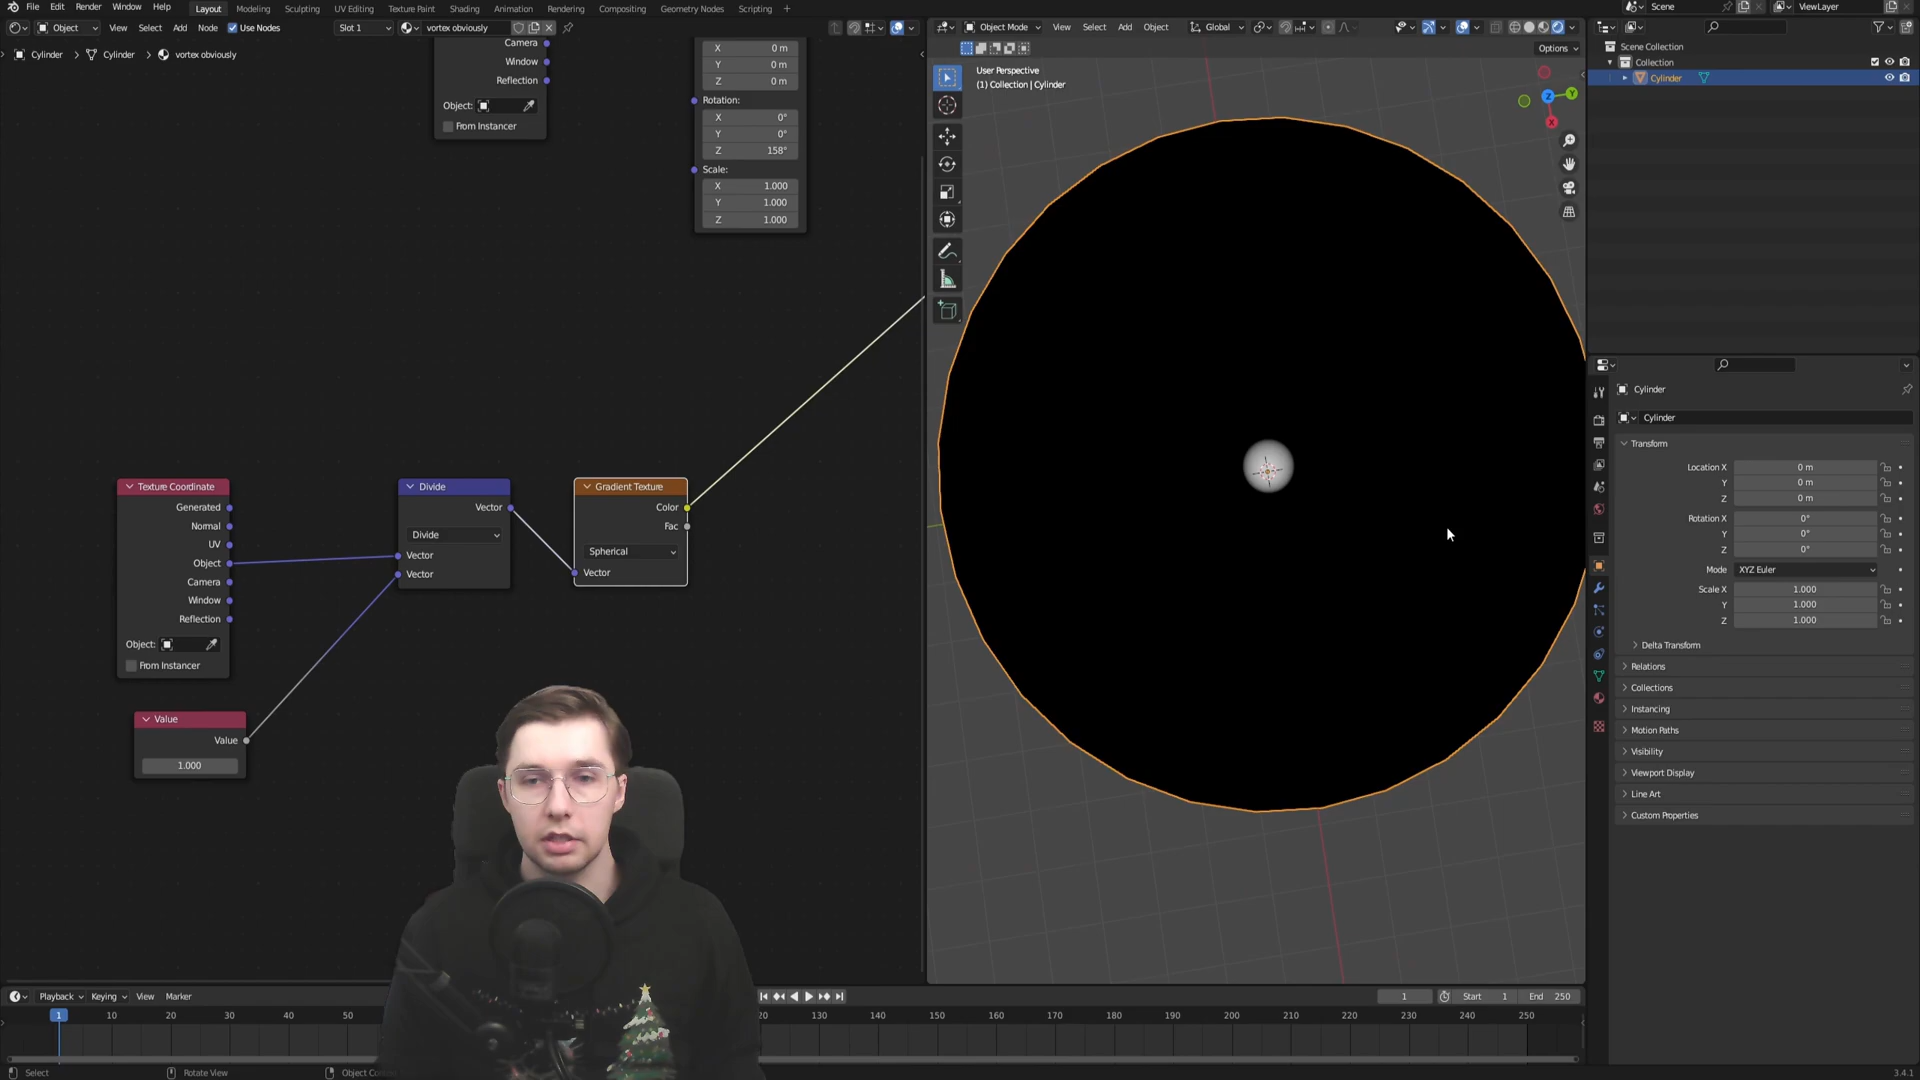 File Edit Render Window Help Layout Modeling Sculpting UV Editing Texture Paint Shading Animation Rendering Compositing Geometry Nodes Scripting + Scene ViewLayer
Object View Select Add Node Use Nodes Slot 1 vortex obviously
Cylinder > Cylinder > vortex obviously
Camera
Window
Reflection
Object:
From Instancer
X 0 m
Y 0 m
Z 0 m
Rotation:
X 0°
Y 0°
Z 158°
Scale:
X 1.000
Y 1.000
Z 1.000
Texture Coordinate
Generated
Normal
UV
Object
Camera
Window
Reflection
Object:
From Instancer
Value
Value
1.000
Divide
Vector
Divide
Vector
Vector
Gradient Texture
Color
Fac
Spherical
Vector
Object Mode View Select Add Object Global
Options
User Perspective
(1) Collection | Cylinder
Z Y X
Scene Collection
Collection
Cylinder
Cylinder
Cylinder
Transform
Location X 0 m
Y 0 m
Z 0 m
Rotation X 0°
Y 0°
Z 0°
Mode XYZ Euler
Scale X 1.000
Y 1.000
Z 1.000
Delta Transform
Relations
Collections
Instancing
Motion Paths
Visibility
Viewport Display
Line Art
Custom Properties
Playback Keying View Marker 1 Start 1 End 250
1 10 20 30 40 50 20 130 140 150 160 170 180 190 200 210 220 230 240 250
Select Rotate View Object 3.4.1